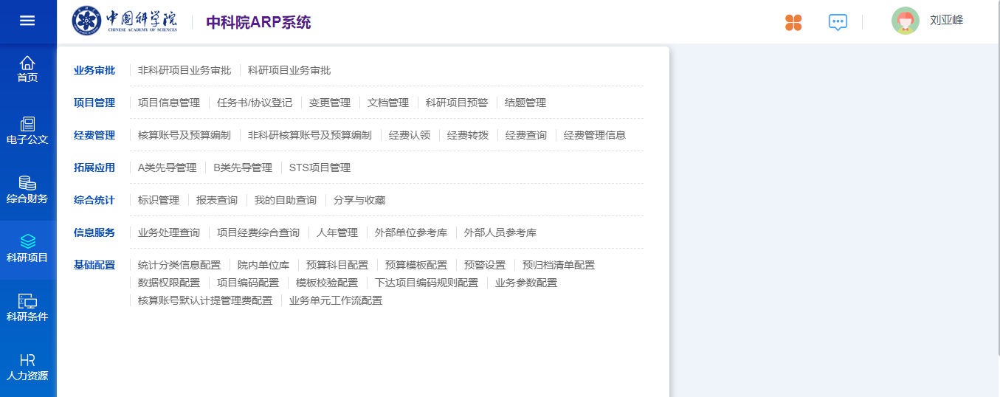 中国科学院
CHINESE ACADEMY OF SCIENCES
中科院ARP系统
刘亚峰
首页
电子公文
综合财务
科研项目
科研条件
HR
人力资源
业务审批 非科研项目业务审批 科研项目业务审批
项目管理 项目信息管理 任务书/协议登记 变更管理 文档管理 科研项目预警 结题管理
经费管理 核算账号及预算编制 非科研核算账号及预算编制 经费认领 经费转拨 经费查询 经费管理信息
拓展应用 A类先导管理 B类先导管理 STS项目管理
综合统计 标识管理 报表查询 我的自助查询 分享与收藏
信息服务 业务处理查询 项目经费综合查询 人年管理 外部单位参考库 外部人员参考库
基础配置 统计分类信息配置 院内单位库 预算科目配置 预算模板配置 预警设置 预归档清单配置
数据权限配置 项目编码配置 模板校验配置 下达项目编码规则配置 业务参数配置
核算账号默认计提管理费配置 业务单元工作流配置